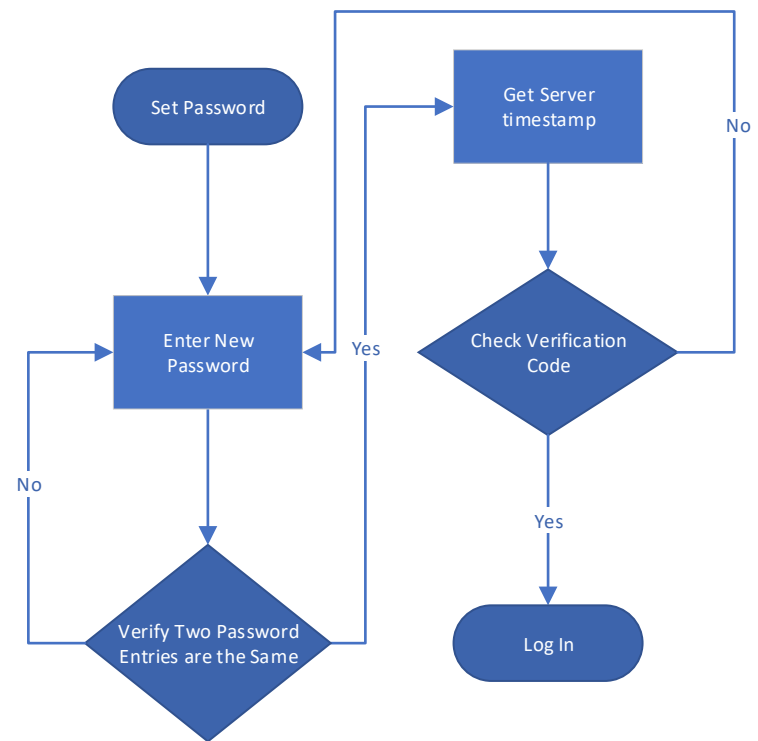 Set Password
Enter New
Password
No
Verify Two Password
Entries are the Same
Yes
Get Server
timestamp
Check Verification
Code
No
Yes
Log In